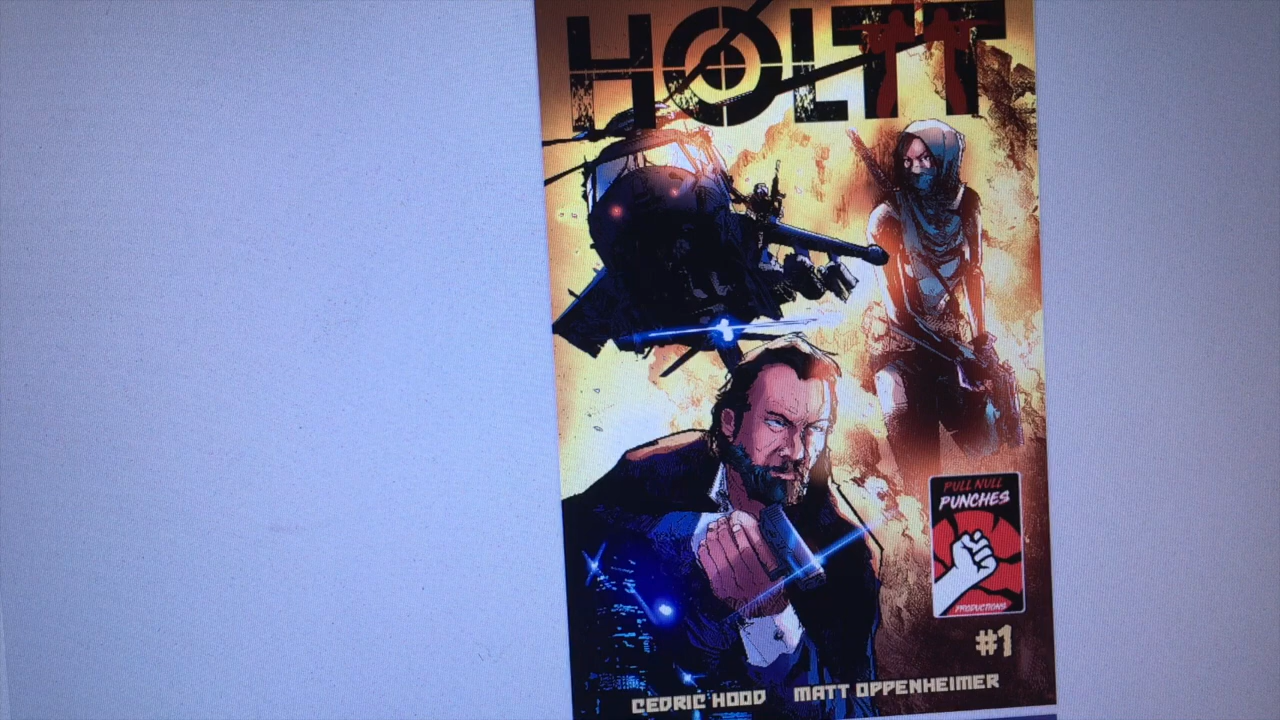 HOLTT
PULL NULL
PUNCHES
PRODUCTIONS
#1
CEDRIC HOOD MATT OPPENHEIMER